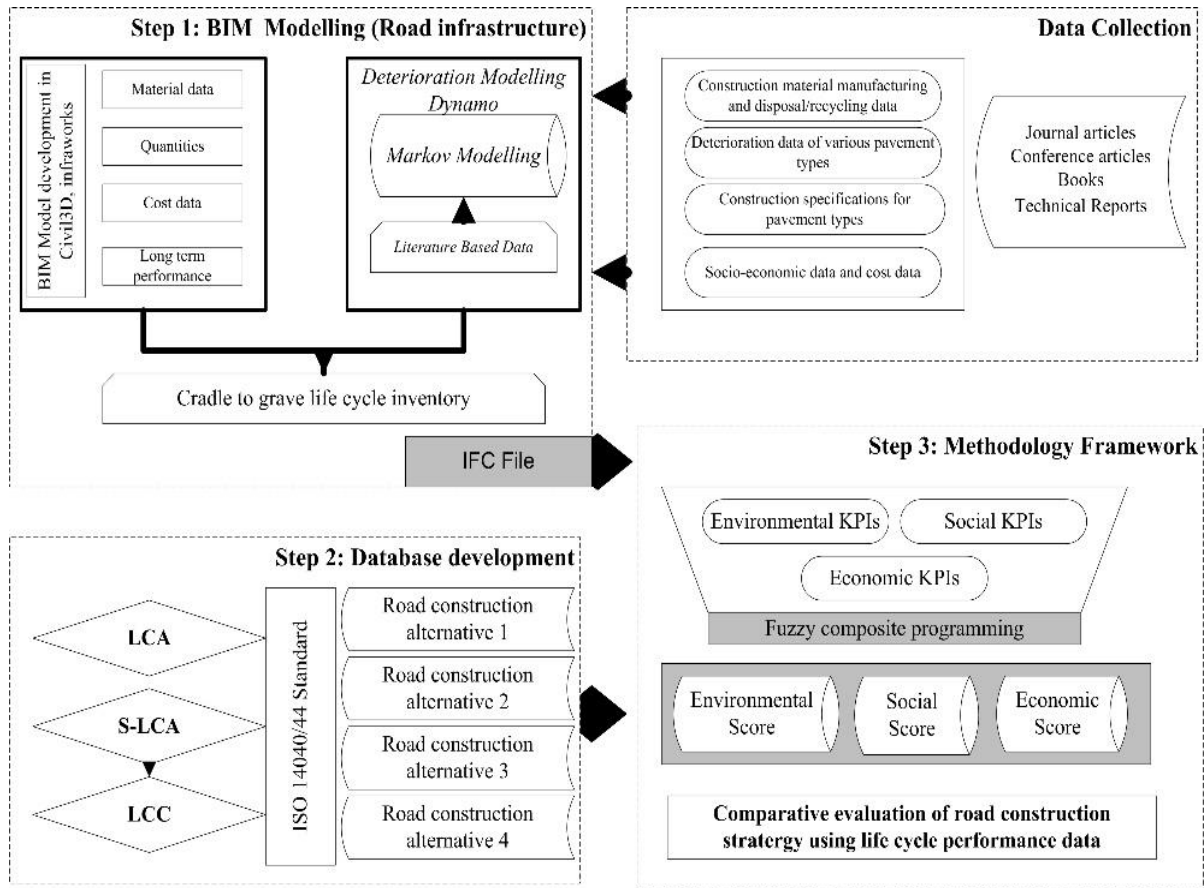 Step 1: BIM Modelling (Road infrastructure)
BIM Model development in
Civil3D, infraworks
Material data
Quantities
Cost data
Long term
performance
Deterioration Modelling
Dynamo
Markov Modelling
Literature Based Data
Cradle to grave life cycle inventory
IFC File
Data Collection
Construction material manufacturing
and disposal/recycling data
Deterioration data of various pavement
types
Construction specifications for
pavement types
Socio-economic data and cost data
Journal articles
Conference articles
Books
Technical Reports
Step 2: Database development
LCA
S-LCA
LCC
ISO 14040/44 Standard
Road construction
alternative 1
Road construction
alternative 2
Road construction
alternative 3
Road construction
alternative 4
Step 3: Methodology Framework
Environmental KPIs
Social KPIs
Economic KPIs
Fuzzy composite programming
Environmental
Score
Social
Score
Economic
Score
Comparative evaluation of road construction
stratergy using life cycle performance data